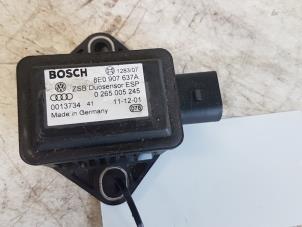 BOSCH 1283/07
8E0 907 637A
ZSB Duosensor ESP
0 265 005 245
0013734 41 11-12-01
Made in Germany 076